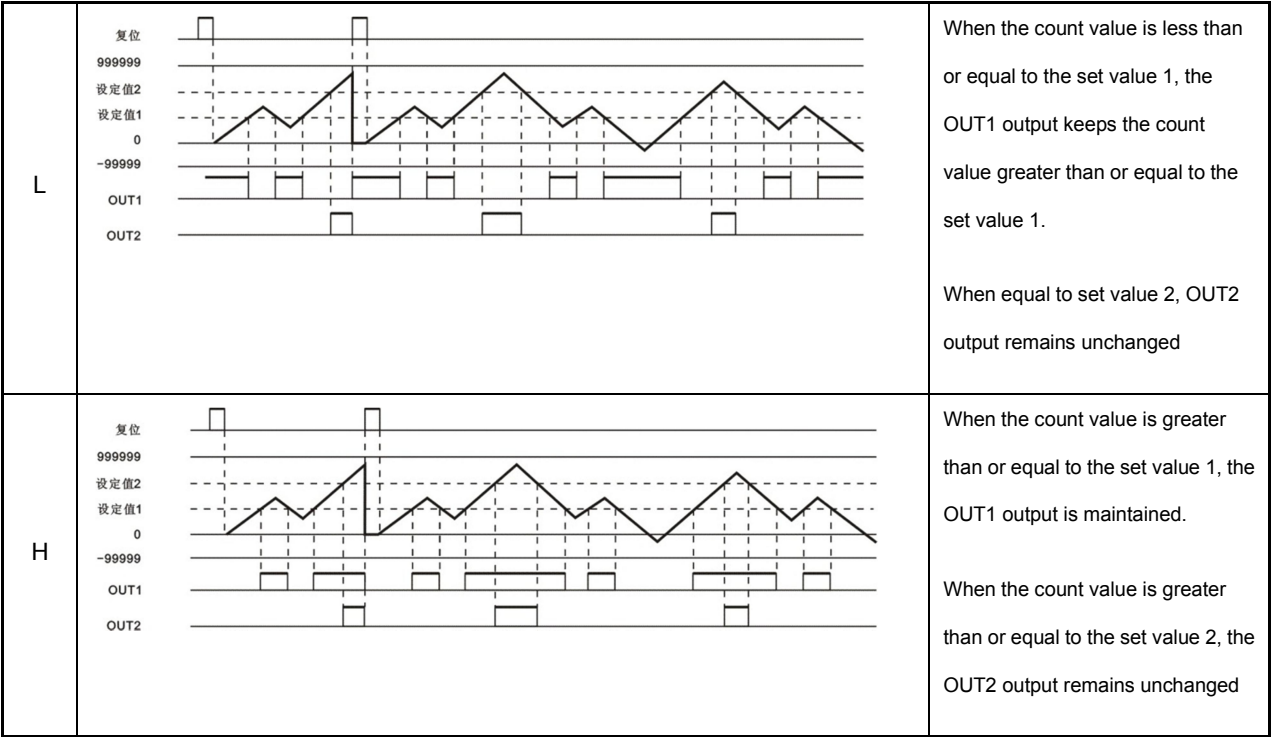 L
复位
999999
设定值2
设定值1
0
-99999
OUT1
OUT2
When the count value is less than
or equal to the set value 1, the
OUT1 output keeps the count
value greater than or equal to the
set value 1.
When equal to set value 2, OUT2
output remains unchanged
H
复位
999999
设定值2
设定值1
0
-99999
OUT1
OUT2
When the count value is greater
than or equal to the set value 1, the
OUT1 output is maintained.
When the count value is greater
than or equal to the set value 2, the
OUT2 output remains unchanged